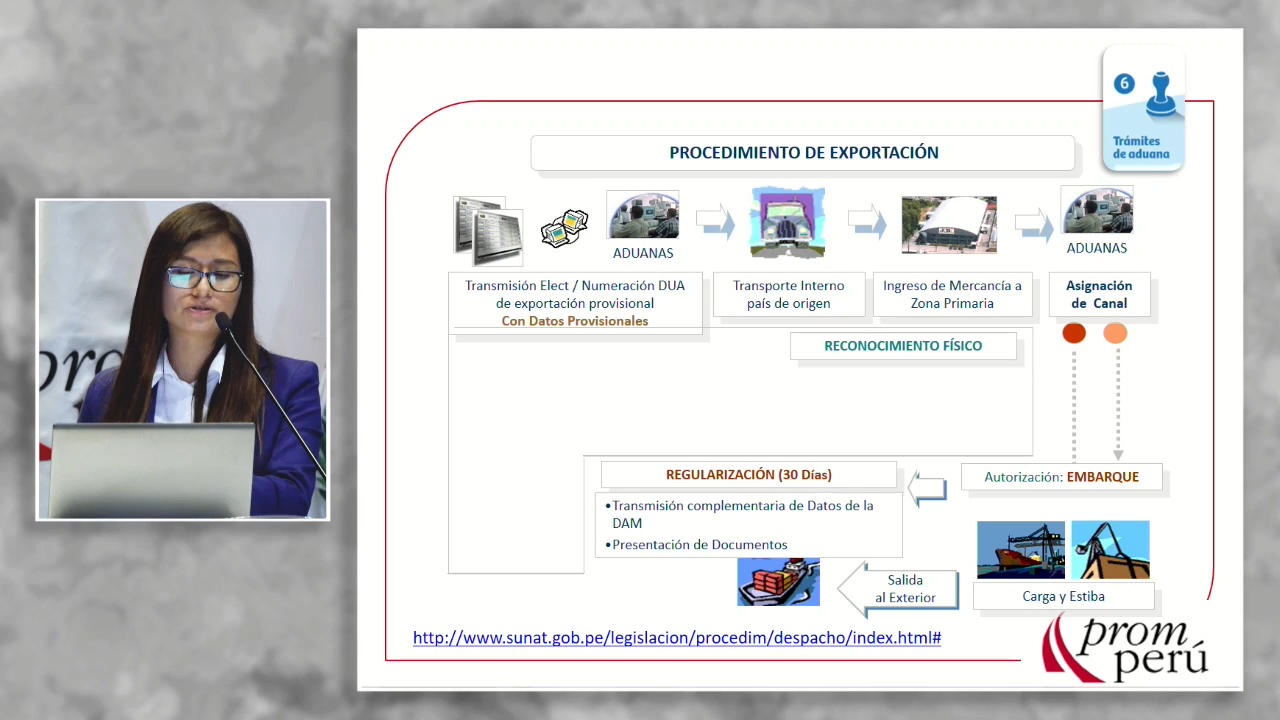 6
Trámites
de aduana
PROCEDIMIENTO DE EXPORTACIÓN
ADUANAS
ADUANAS
Transmisión Elect / Numeración DUA
de exportación provisional
Con Datos Provisionales
Transporte Interno
país de origen
Ingreso de Mercancía a
Zona Primaria
Asignación
de Canal
RECONOCIMIENTO FÍSICO
REGULARIZACIÓN (30 Días)
Autorización: EMBARQUE
•Transmisión complementaria de Datos de la
DAM
•Presentación de Documentos
Salida
al Exterior
Carga y Estiba
http://www.sunat.gob.pe/legislacion/procedim/despacho/index.html#
prom
perú